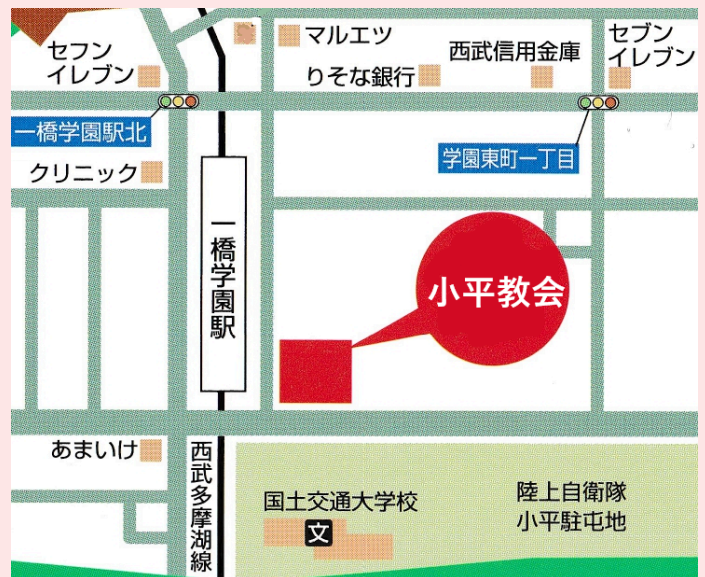 セブン
イレブン
マルエツ
りそな銀行
西武信用金庫
セブン
イレブン
一橋学園駅北
学園東町一丁目
クリニック
一橋学園駅
小平教会
あまいけ
西武多摩湖線
国土交通大学校
文
陸上自衛隊
小平駐屯地